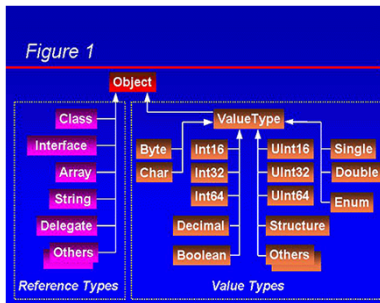 Figure 1
Object
Class
Interface
Array
String
Delegate
Others
Reference Types
ValueType
Byte
Char
Int16
Int32
Int64
Decimal
Boolean
UInt16
UInt32
UInt64
Structure
Others
Single
Double
Enum
Value Types